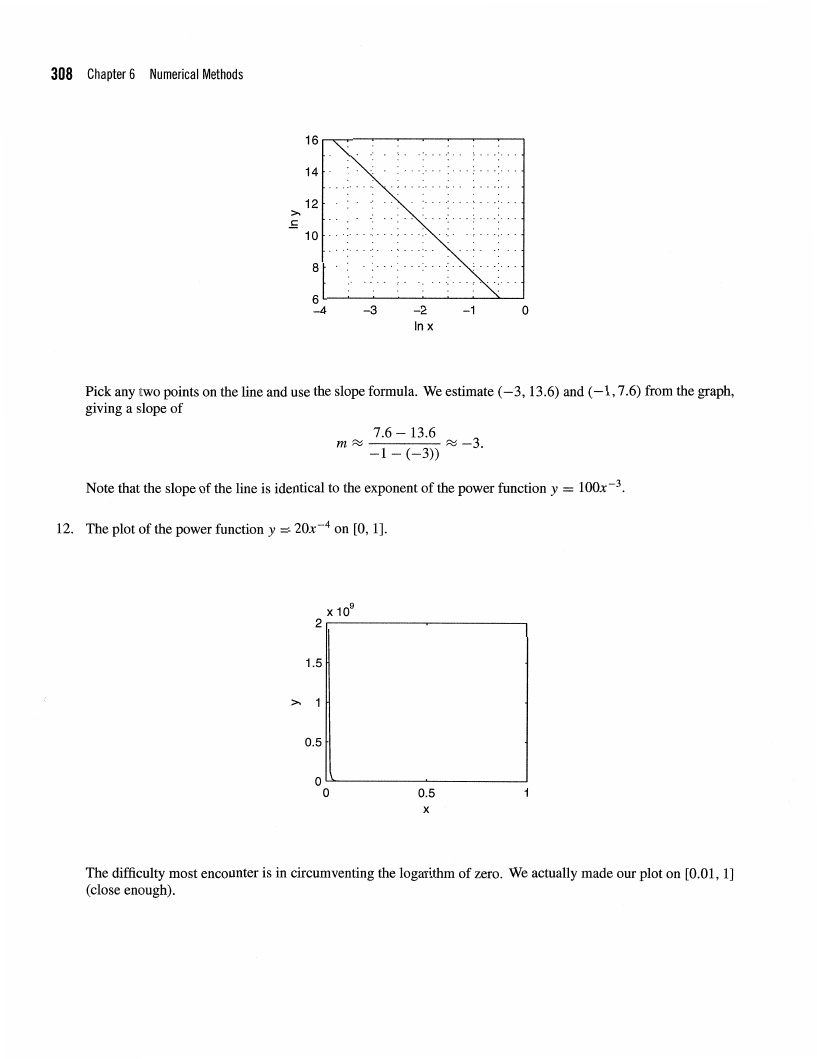 308 Chapter 6 Numerical Methods
16
14
12
10
8
6
ln y
-4 -3 -2 -1 0
ln x
Pick any two points on the line and use the slope formula. We estimate (−3, 13.6) and (−1, 7.6) from the graph,
giving a slope of
m ≈ 7.6 − 13.6 / −1 − (−3)) ≈ −3.
Note that the slope of the line is identical to the exponent of the power function y = 100x⁻³.
12. The plot of the power function y = 20x⁻⁴ on [0, 1].
x 10⁹
2
1.5
1
0.5
0
y
0 0.5 1
x
The difficulty most encounter is in circumventing the logarithm of zero. We actually made our plot on [0.01, 1]
(close enough).